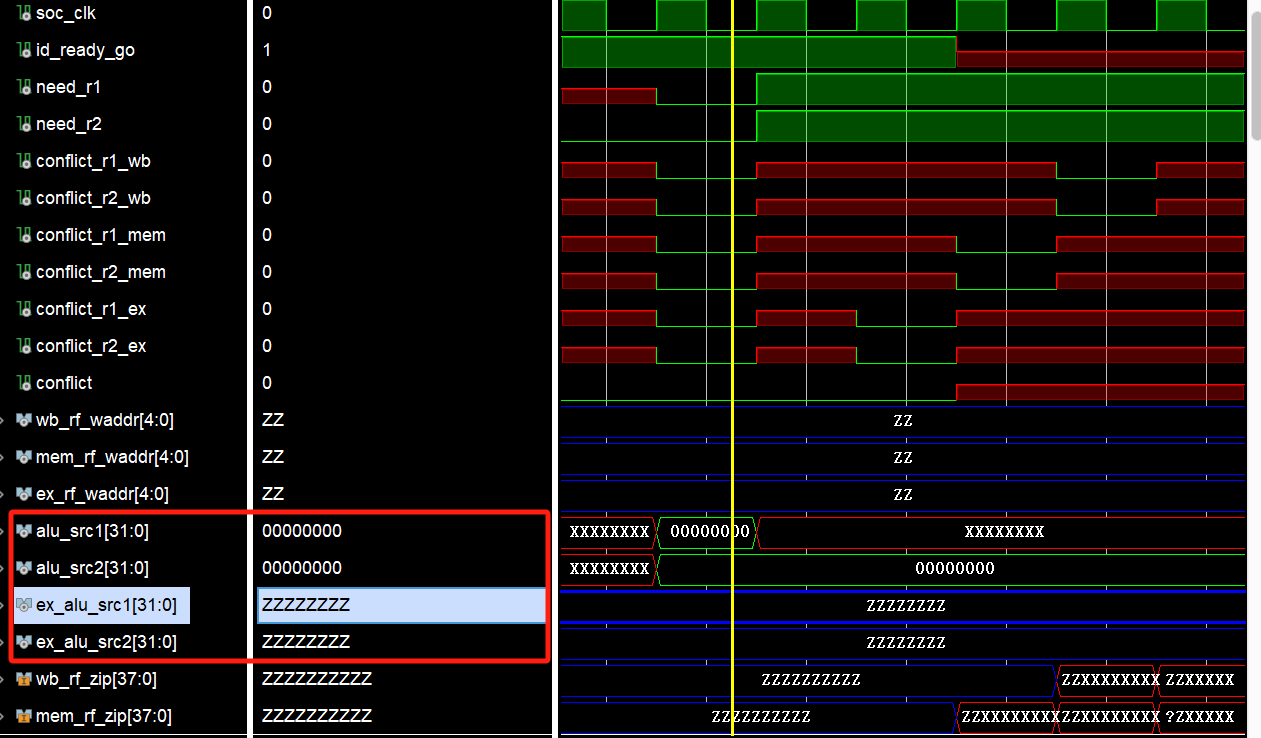 soc_clk 0
id_ready_go 1
need_r1 0
need_r2 0
conflict_r1_wb 0
conflict_r2_wb 0
conflict_r1_mem 0
conflict_r2_mem 0
conflict_r1_ex 0
conflict_r2_ex 0
conflict 0
wb_rf_waddr[4:0] ZZ ZZ
mem_rf_waddr[4:0] ZZ ZZ
ex_rf_waddr[4:0] ZZ ZZ
alu_src1[31:0] 00000000 XXXXXXXX 00000000 XXXXXXXX
alu_src2[31:0] 00000000 XXXXXXXX 00000000
ex_alu_src1[31:0] ZZZZZZZZ ZZZZZZZZ
ex_alu_src2[31:0] ZZZZZZZZ ZZZZZZZZ
wb_rf_zip[37:0] ZZZZZZZZZZ ZZZZZZZZZZ ZZXXXXXXXX ZZXXXXX
mem_rf_zip[37:0] ZZZZZZZZZZ ZZZZZZZZZZ ZZXXXXXXXX ZZXXXXXXXX ?ZXXXXX